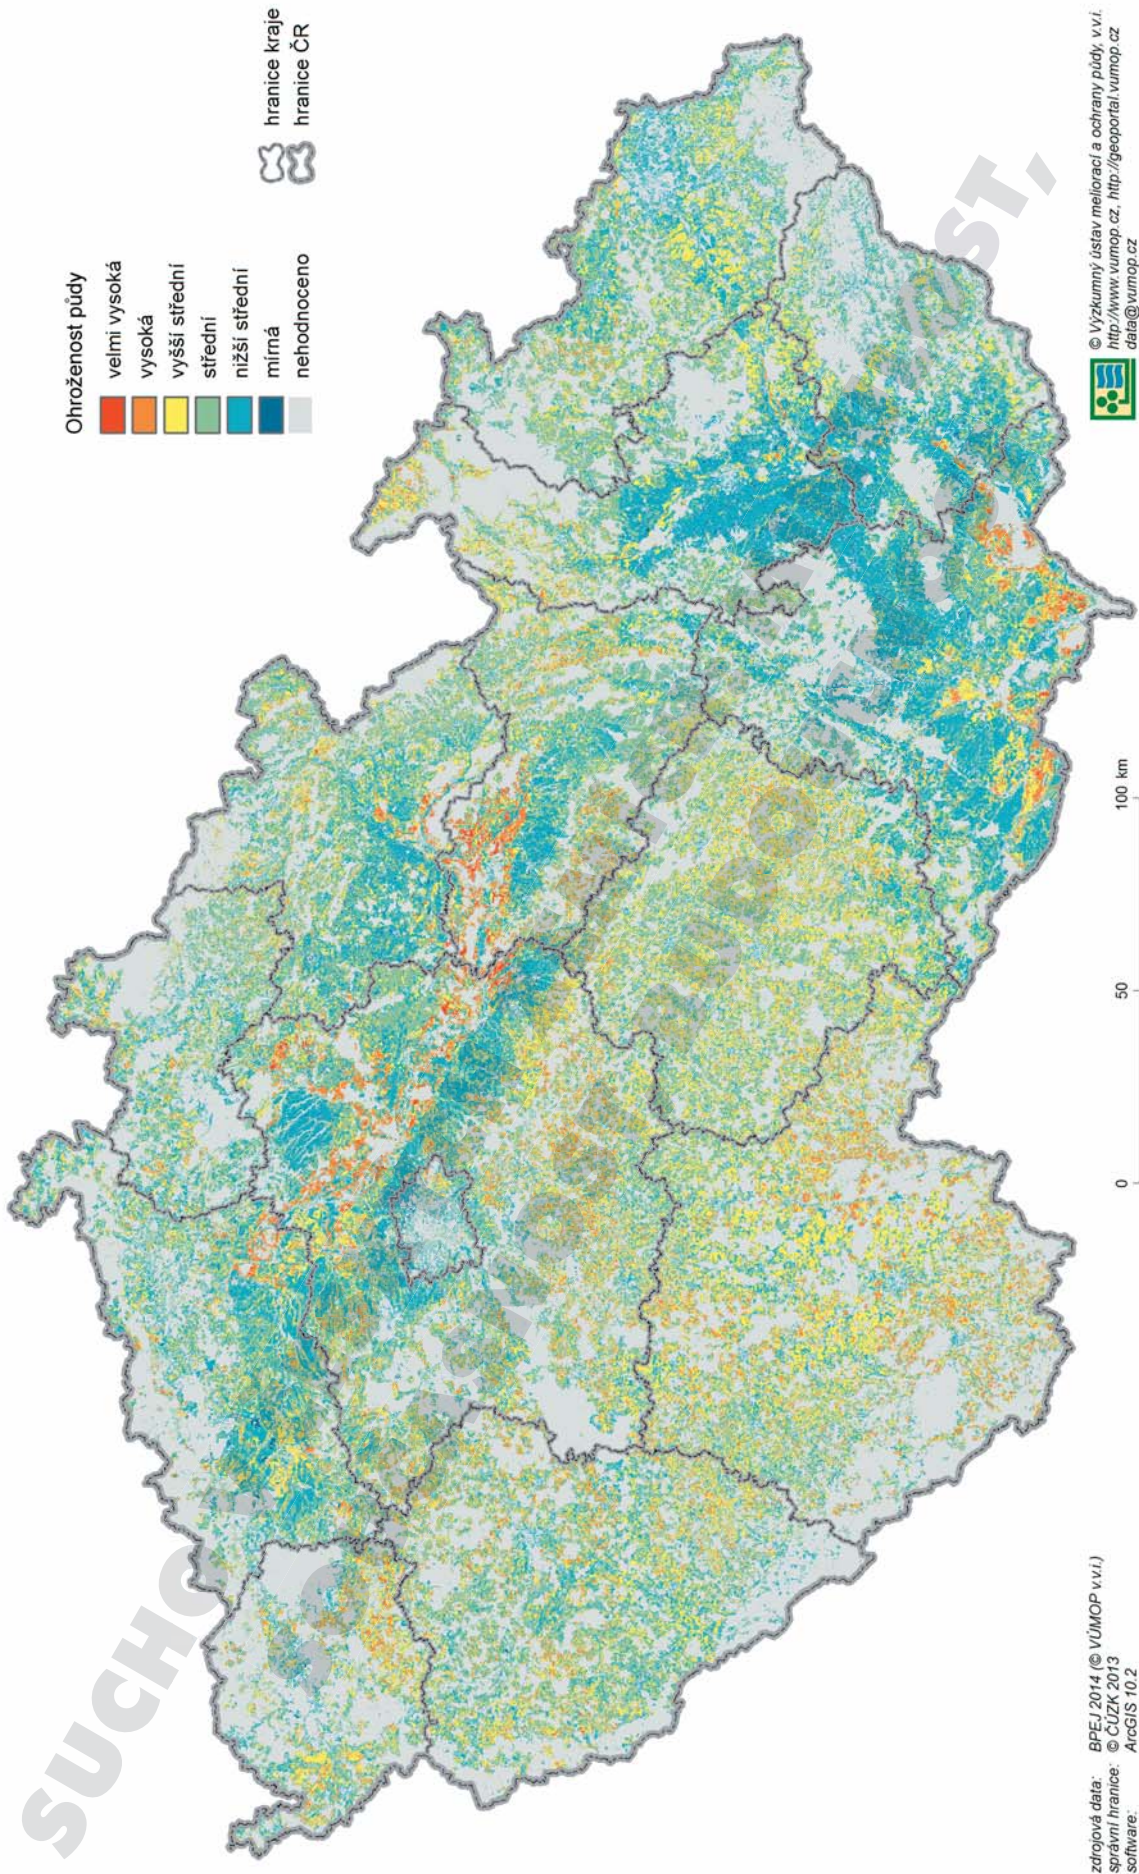 Ohroženost půdy
velmi vysoká
vysoká
vyšší střední
střední
nižší střední
mírná
nehodnoceno
hranice kraje
hranice ČR
0 50 100 km
zdrojová data: BPEJ 2014 (© VÚMOP v.v.i.)
správní hranice: © ČÚZK 2013
software: ArcGIS 10.2
© Výzkumný ústav meliorací a ochrany půdy, v.v.i.
http://www.vumop.cz, http://geoportal.vumop.cz
data@vumop.cz